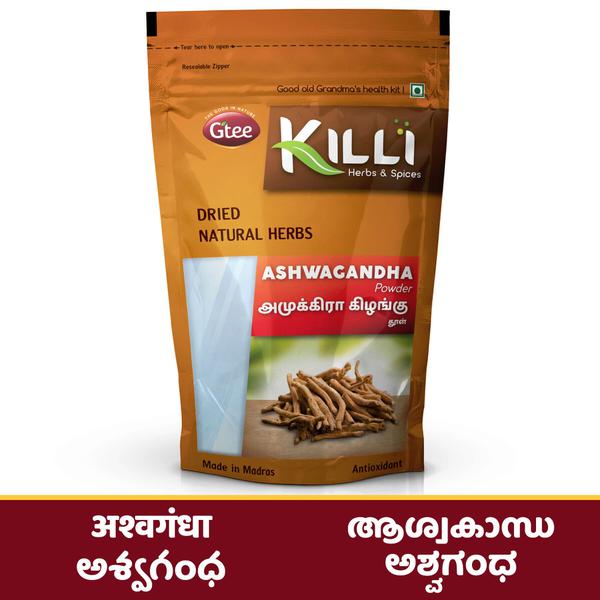 Tear here to open
Resealable Zipper
Good old Grandma's health kit !
THE GOOD IN NATURE
Gtee
KILLI
Herbs & Spices
DRIED
NATURAL HERBS
ASHWAGANDHA
Powder
அமுக்கிரா கிழங்கு
தூள்
Made in Madras
Antioxidant
अश्वगंधा
ആശ്വകാന്ധ
అశ్వగంధ
ಅಶ್ವಗಂಧ